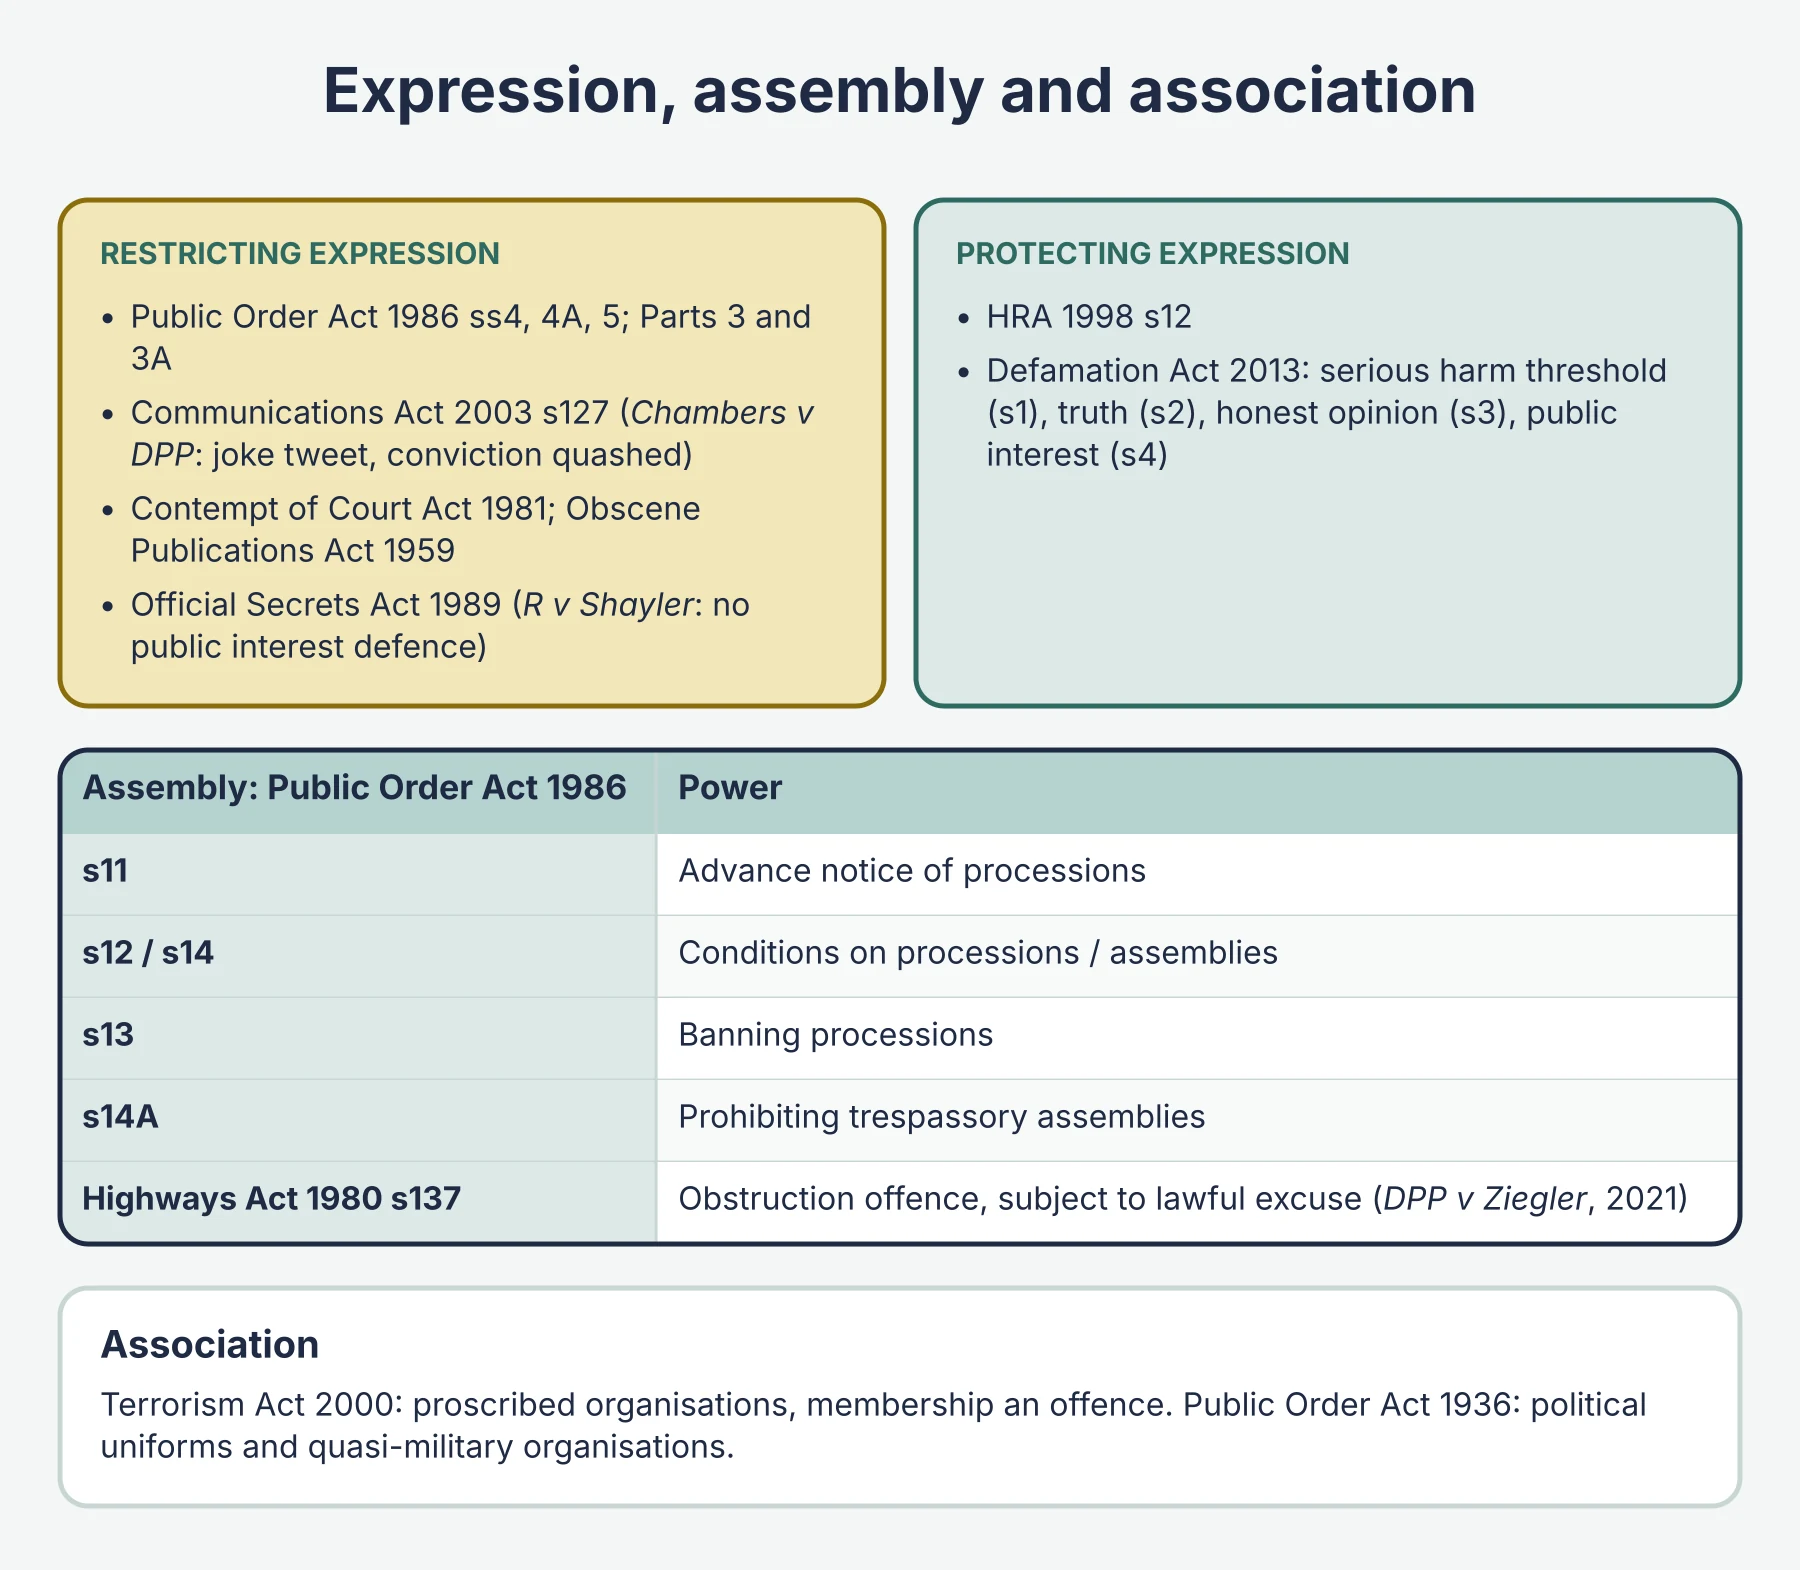 Expression, assembly and association
RESTRICTING EXPRESSION
• Public Order Act 1986 ss4, 4A, 5; Parts 3 and
3A
• Communications Act 2003 s127 (Chambers v
DPP: joke tweet, conviction quashed)
• Contempt of Court Act 1981; Obscene
Publications Act 1959
• Official Secrets Act 1989 (R v Shayler: no
public interest defence)
PROTECTING EXPRESSION
• HRA 1998 s12
• Defamation Act 2013: serious harm threshold
(s1), truth (s2), honest opinion (s3), public
interest (s4)
Assembly: Public Order Act 1986 Power
s11 Advance notice of processions
s12 / s14 Conditions on processions / assemblies
s13 Banning processions
s14A Prohibiting trespassory assemblies
Highways Act 1980 s137 Obstruction offence, subject to lawful excuse (DPP v Ziegler, 2021)
Association
Terrorism Act 2000: proscribed organisations, membership an offence. Public Order Act 1936: political
uniforms and quasi-military organisations.